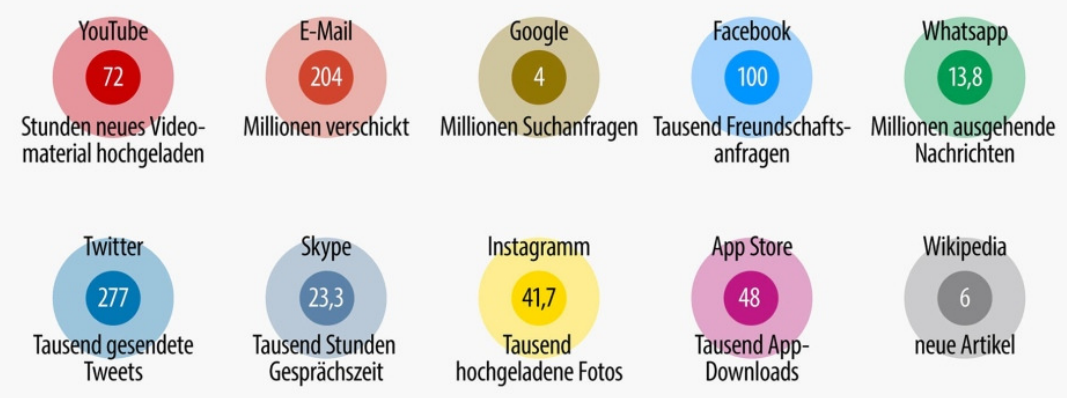 YouTube
72
Stunden neues Video-
material hochgeladen
E-Mail
204
Millionen verschickt
Google
4
Millionen Suchanfragen
Facebook
100
Tausend Freundschafts-
anfragen
Whatsapp
13,8
Millionen ausgehende
Nachrichten
Twitter
277
Tausend gesendete
Tweets
Skype
23,3
Tausend Stunden
Gesprächszeit
Instagramm
41,7
Tausend
hochgeladene Fotos
App Store
48
Tausend App-
Downloads
Wikipedia
6
neue Artikel